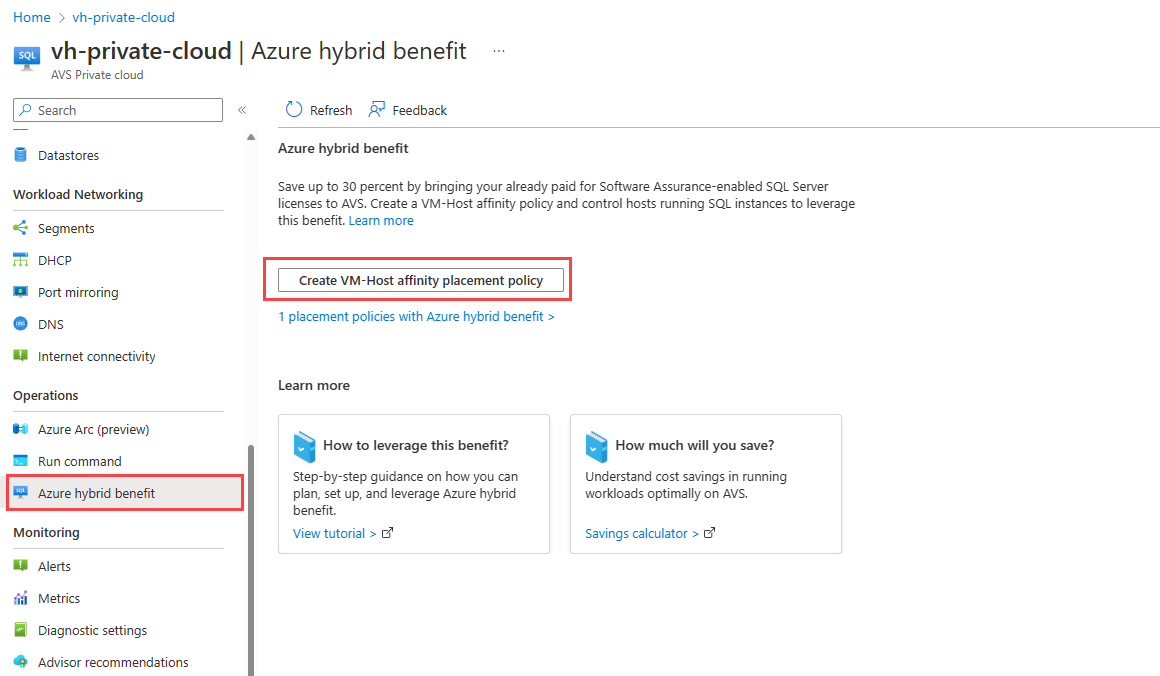 Home > vh-private-cloud
SQL
vh-private-cloud | Azure hybrid benefit ...
AVS Private cloud
Search
«
Datastores
Workload Networking
Segments
DHCP
Port mirroring
DNS
Internet connectivity
Operations
Azure Arc (preview)
Run command
Azure hybrid benefit
Monitoring
Alerts
Metrics
Diagnostic settings
Advisor recommendations
Refresh
Feedback
Azure hybrid benefit
Save up to 30 percent by bringing your already paid for Software Assurance-enabled SQL Server
licenses to AVS. Create a VM-Host affinity policy and control hosts running SQL instances to leverage
this benefit. Learn more
Create VM-Host affinity placement policy
1 placement policies with Azure hybrid benefit >
Learn more
How to leverage this benefit?
Step-by-step guidance on how you can
plan, set up, and leverage Azure hybrid
benefit.
View tutorial >
How much will you save?
Understand cost savings in running
workloads optimally on AVS.
Savings calculator >